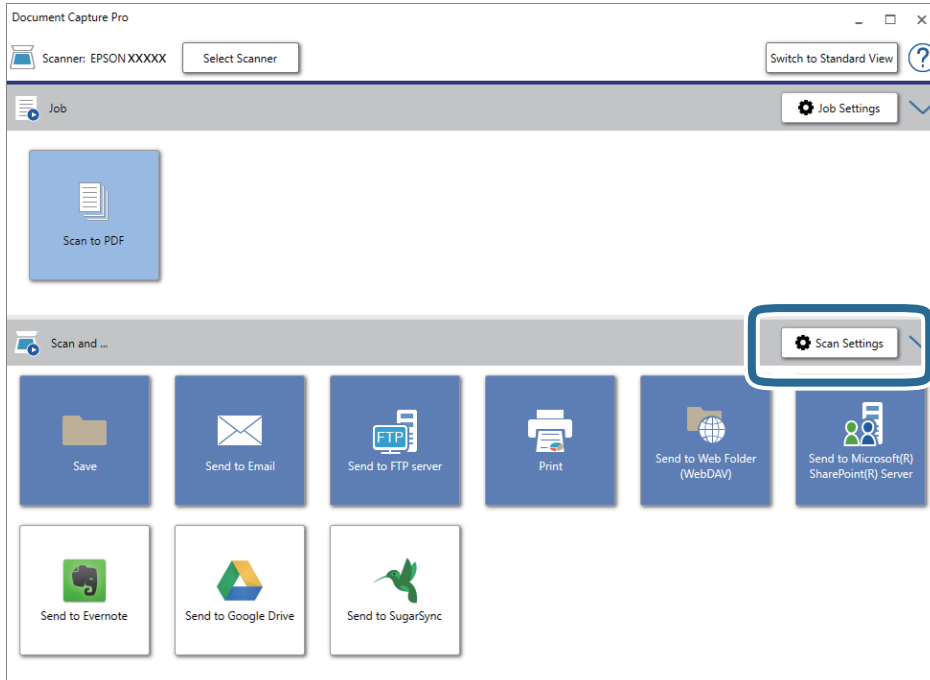 Document Capture Pro
Scanner: EPSON XXXXX
Select Scanner
Switch to Standard View
?
Job
Job Settings
Scan to PDF
Scan and ...
Scan Settings
Save
Send to Email
FTP
Send to FTP server
Print
Send to Web Folder
(WebDAV)
Send to Microsoft(R)
SharePoint(R) Server
Send to Evernote
Send to Google Drive
Send to SugarSync